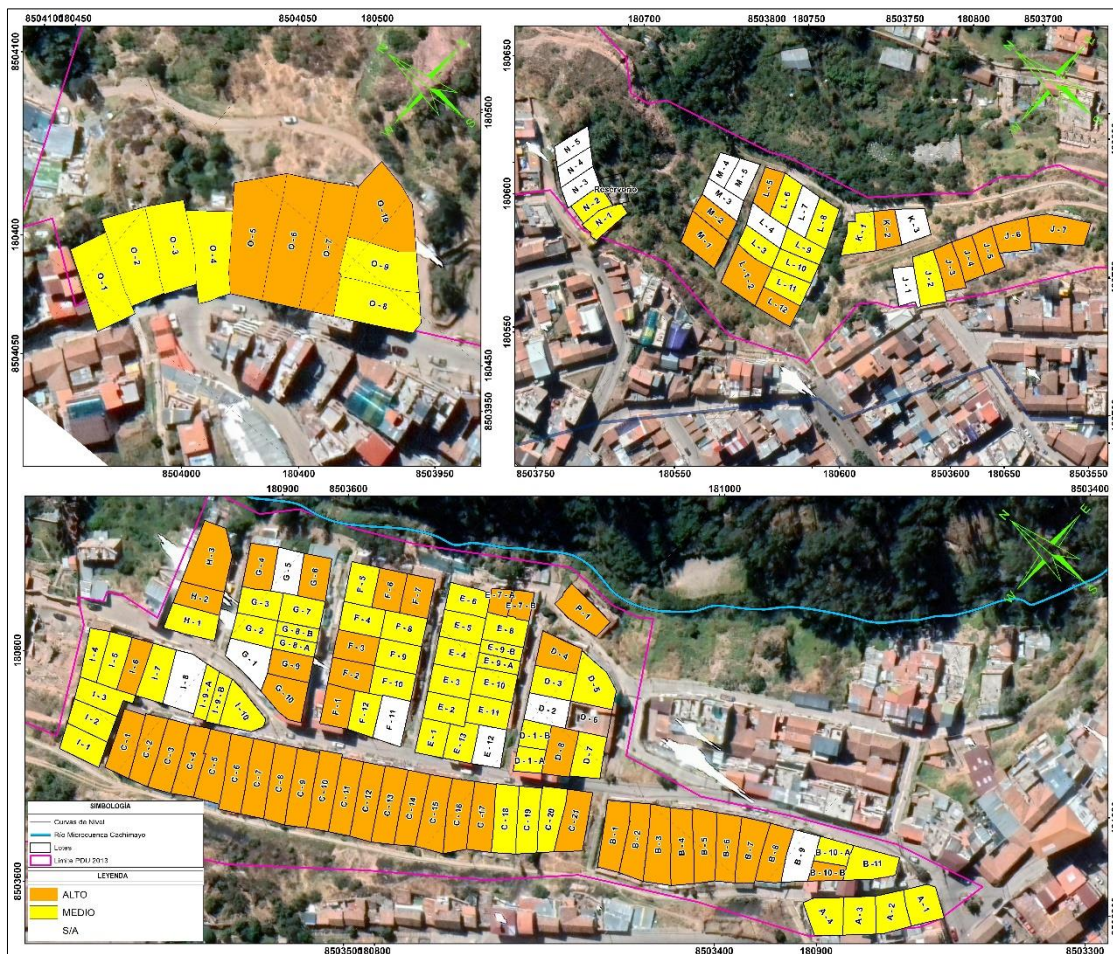 8504100
180450
8504050
180500
8504100
180500
180400
8504050
180450
8503950
8504000
180400
8503950
N
S
O - 1
O - 2
O - 3
O - 4
O - 5
O - 6
O - 7
O - 10
O - 9
O - 8
180700
8503800
180750
8503750
180800
8503700
180650
180600
180550
8503750
180550
180600
8503600
180650
8503550
N - 5
N - 4
N - 3
Reservorio
N - 2
N - 1
M - 4
M - 5
M - 3
M - 2
M - 1
L - 5
L - 6
L - 7
L - 8
L - 4
L - 3
L - 9
L - 10
L - 11
L - 1 - 2
L - 12
K - 1
K - 2
K - 3
J - 1
J - 2
J - 3
J - 4
J - 5
J - 6
J - 7
180900
8503600
181000
8503400
180800
8503600
8503500
180800
8503400
180900
8503300
N
E
W
S
H - 3
H - 2
H - 1
G - 4
G - 5
G - 6
G - 3
G - 7
G - 2
G - 8 - B
G - 8 - A
G - 1
G - 9
G - 10
F - 5
F - 6
F - 7
F - 4
F - 8
F - 3
F - 9
F - 2
F - 10
F - 1
F - 12
F - 11
E - 6
E - 7 - A
E - 7 - B
E - 5
E - 8
E - 9 - B
E - 4
E - 9 - A
E - 3
E - 10
E - 2
E - 11
E - 1
E - 13
E - 12
P - 1
D - 4
D - 3
D - 5
D - 2
D - 6
D - 1 - B
D - 1 - A
D - 8
D - 7
I - 4
I - 5
I - 6
I - 7
I - 8
I - 9 - A
I - 9 - B
I - 10
I - 3
I - 2
I - 1
C - 1
C - 2
C - 3
C - 4
C - 5
C - 6
C - 7
C - 8
C - 9
C - 10
C - 11
C - 12
C - 13
C - 14
C - 15
C - 16
C - 17
C - 18
C - 19
C - 20
C - 21
B - 1
B - 2
B - 3
B - 4
B - 5
B - 6
B - 7
B - 8
B - 9
B - 10 - A
B - 10 - B
B - 11
A - 4
A - 3
A - 2
A - 1
SIMBOLOGÍA
Curvas de Nivel
Río Microcuenca Cachimayo
Lotes
Límite PDU 2013
LEYENDA
ALTO
MEDIO
S/A